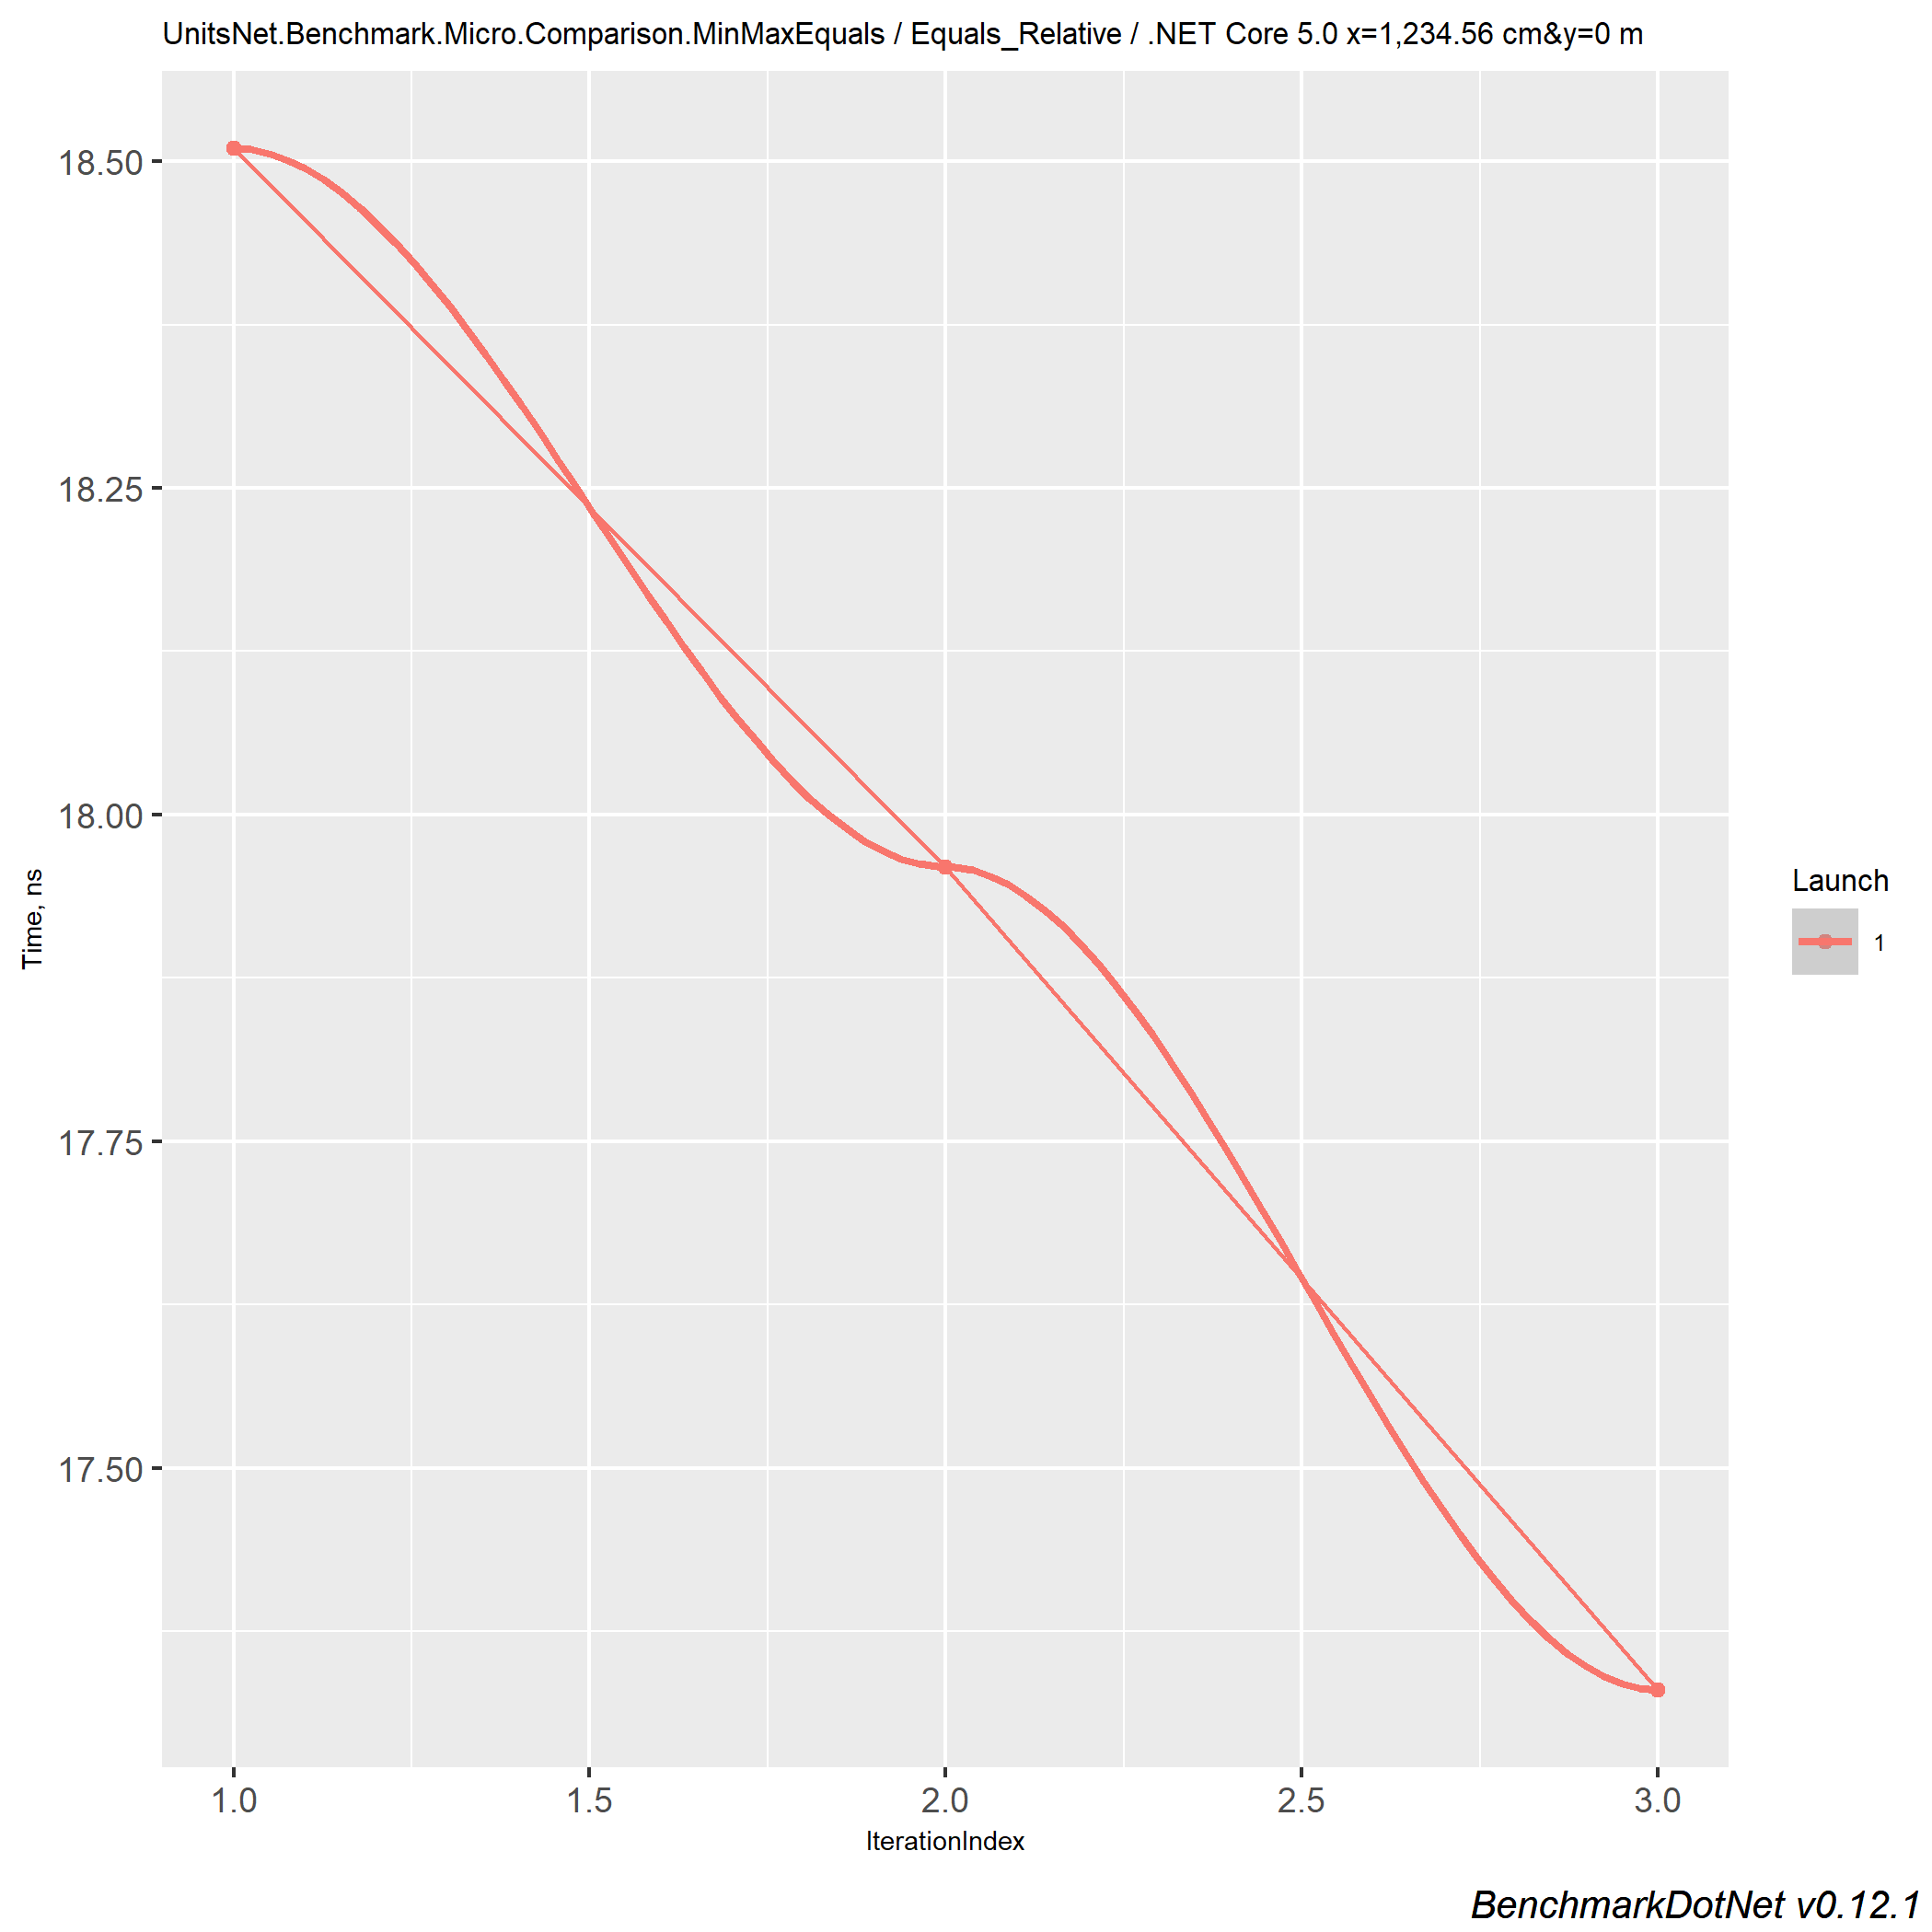 UnitsNet.Benchmark.Micro.Comparison.MinMaxEquals / Equals_Relative / .NET Core 5.0 x=1,234.56 cm&y=0 m
18.50
18.25
18.00
17.75
17.50
Time, ns
1.0 1.5 2.0 2.5 3.0
IterationIndex
Launch
1
BenchmarkDotNet v0.12.1